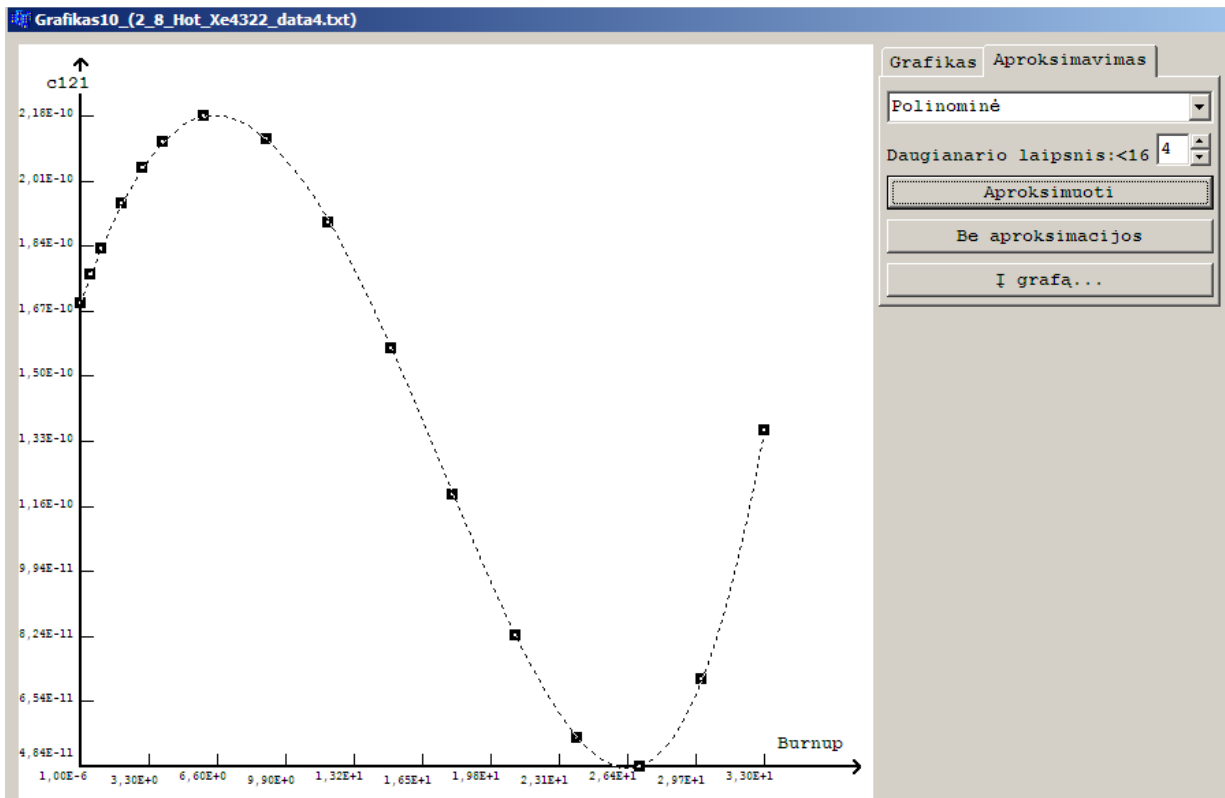 Grafikas10_(2_8_Hot_Xe4322_data4.txt)
c121
2,18E-10
2,01E-10
1,84E-10
1,67E-10
1,50E-10
1,33E-10
1,16E-10
9,94E-11
8,24E-11
6,54E-11
4,84E-11
Burnup
1,00E-6 3,30E+0 6,60E+0 9,90E+0 1,32E+1 1,65E+1 1,98E+1 2,31E+1 2,64E+1 2,97E+1 3,30E+1
Grafikas Aproksimavimas
Polinominė
Daugianario laipsnis:<16 4
Aproksimuoti
Be aproksimacijos
Į grafą...